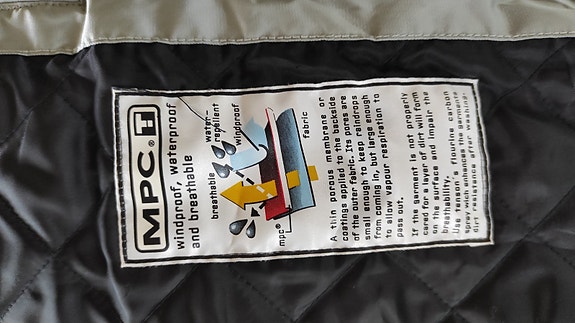 MPC®
windproof, waterproof
and breathable
water-
repellent
breathable
windproof
mpc®
fabric
A thin porous membrane or
coatings applied to the backside
of the outer fabric. Its pores are
small enough to keep raindrops
from coming in, but large enough
to allow vapour respiration to
pass out.
If the garment is not properly
cared for a layer of dirt will form
on the surface and impair the
breathability.
Use tenson's flourine carbon
spray wich enhances the garments
dirt resistance after washing.